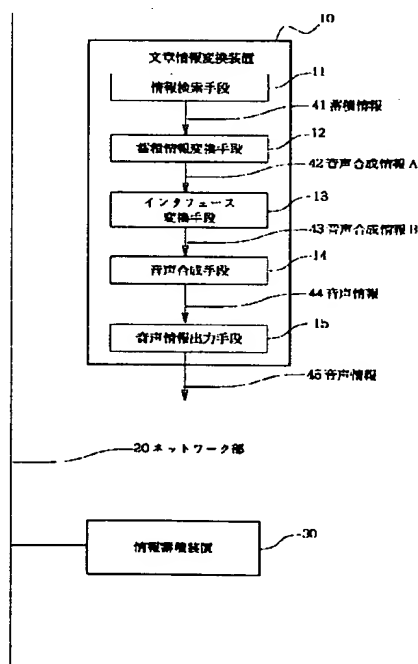 10
文章情報変換装置
11
情報検索手段
41 蓄積情報
12
蓄積情報変換手段
42 音声合成情報A
13
インタフェース
変換手段
43 音声合成情報B
14
音声合成手段
44 音声情報
15
音声情報出力手段
45 音声情報
20 ネットワーク部
情報蓄積装置
30